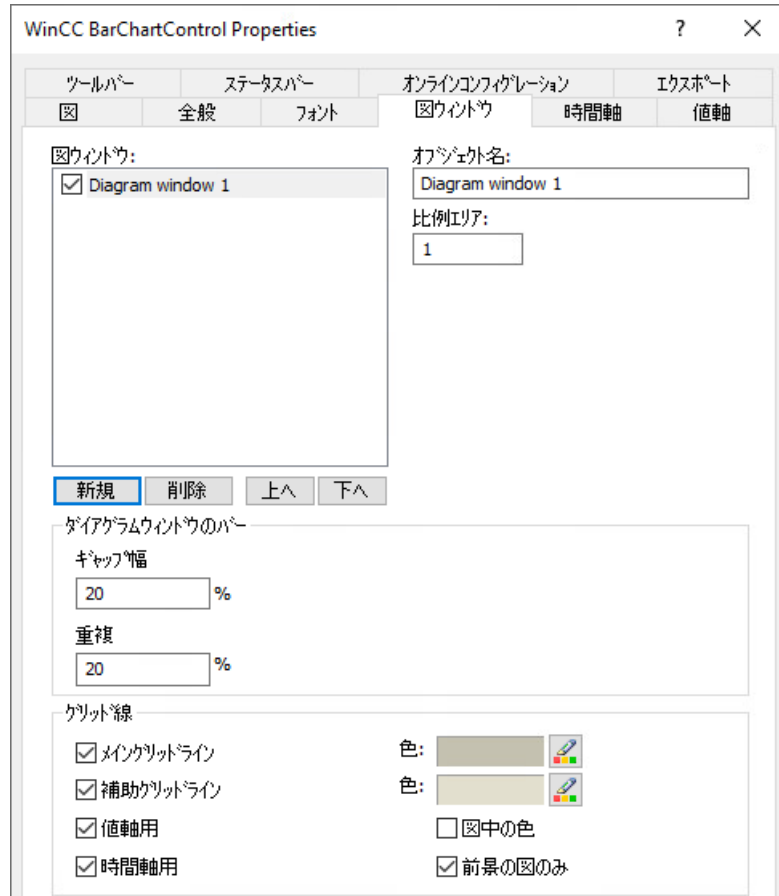 WinCC BarChartControl Properties ? ×
ツールバー ステータスバー オンラインコンフィグレーション エクスポート
図 全般 フォント 図ウィンドウ 時間軸 値軸
図ウィンドウ: オブジェクト名:
Diagram window 1 Diagram window 1
比例エリア:
1
新規 削除 上へ 下へ
ダイアグラムウィンドウのバー
ギャップ幅
20 %
重複
20 %
グリッド線
メイングリッドライン 色:
補助グリッドライン 色:
値軸用 図中の色
時間軸用 前景の図のみ